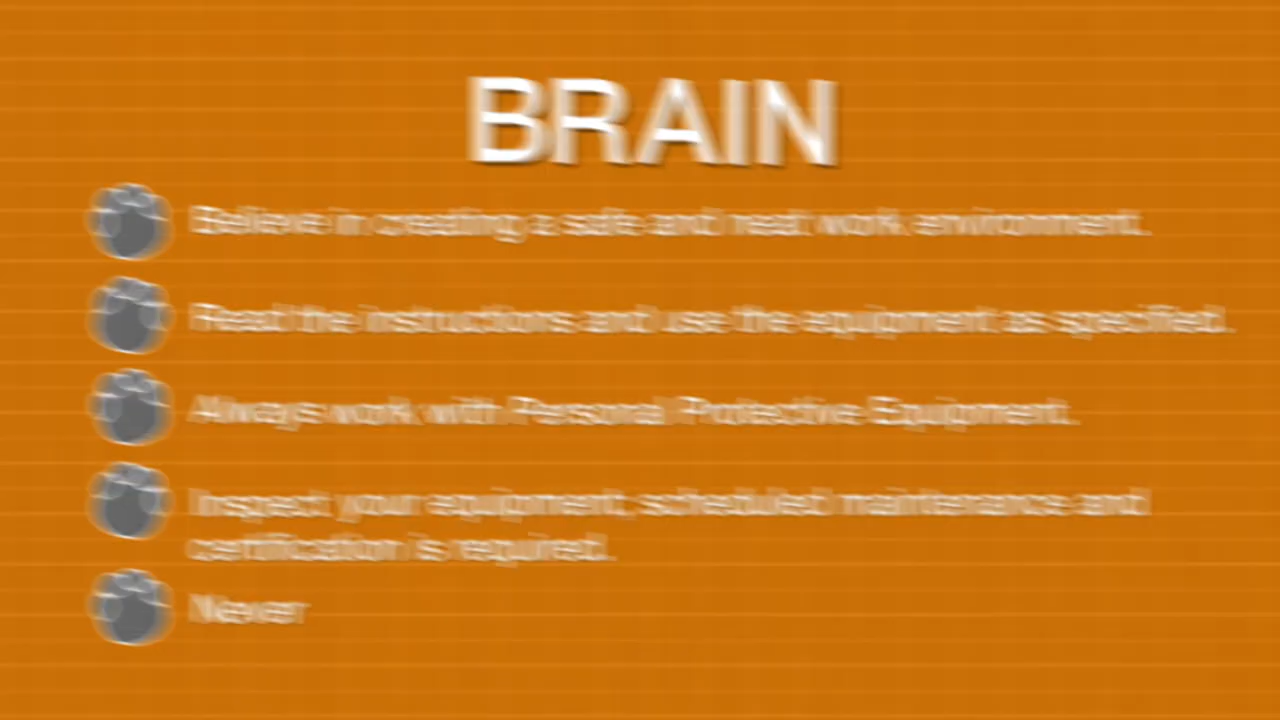 BRAIN
Believe in creating a safe and neat work environment.
Read the instructions and use the equipment as specified.
Always work with Personal Protective Equipment.
Inspect your equipment, scheduled maintenance and
certification is required.
Never